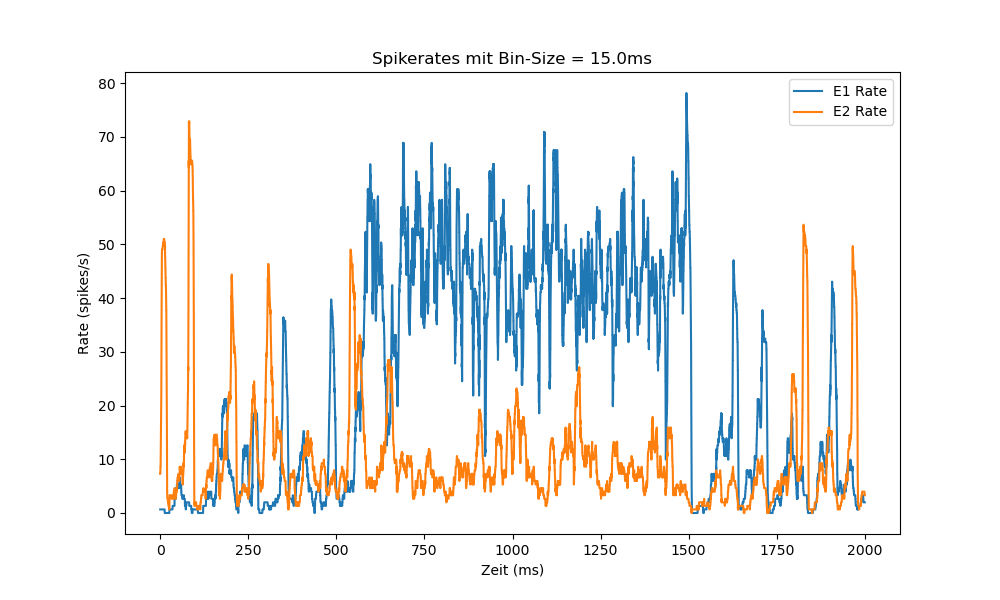 Spikerates mit Bin-Size = 15.0ms
E1 Rate
E2 Rate
80
70
60
50
40
30
20
10
0
Rate (spikes/s)
0 250 500 750 1000 1250 1500 1750 2000
Zeit (ms)